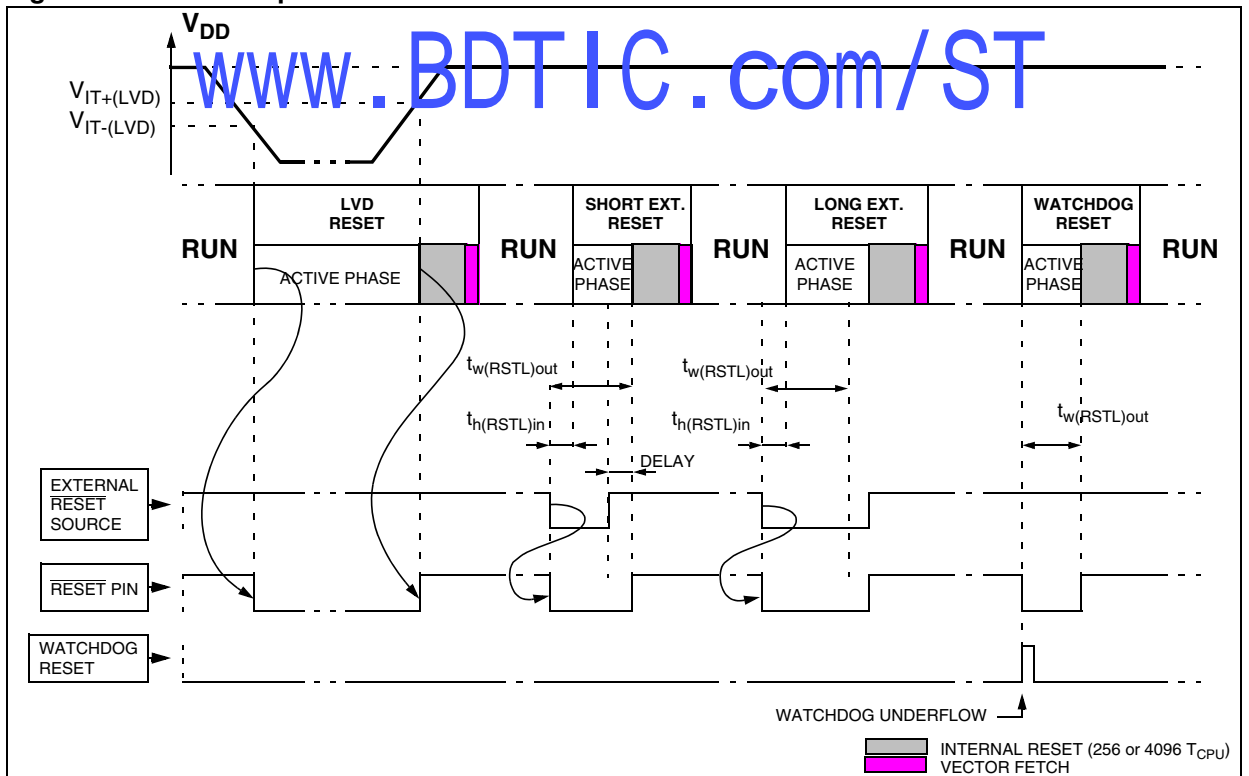 V_DD
www.BDTIC.com/ST
V_IT+(LVD)
V_IT-(LVD)
LVD
RESET
SHORT EXT.
RESET
LONG EXT.
RESET
WATCHDOG
RESET
RUN
RUN
RUN
RUN
RUN
ACTIVE PHASE
ACTIVE
PHASE
ACTIVE
PHASE
ACTIVE
PHASE
t_w(RSTL)out
t_w(RSTL)out
t_h(RSTL)in
t_h(RSTL)in
t_w(RSTL)out
DELAY
EXTERNAL
RESET
SOURCE
RESET PIN
WATCHDOG
RESET
WATCHDOG UNDERFLOW
INTERNAL RESET (256 or 4096 T_CPU)
VECTOR FETCH